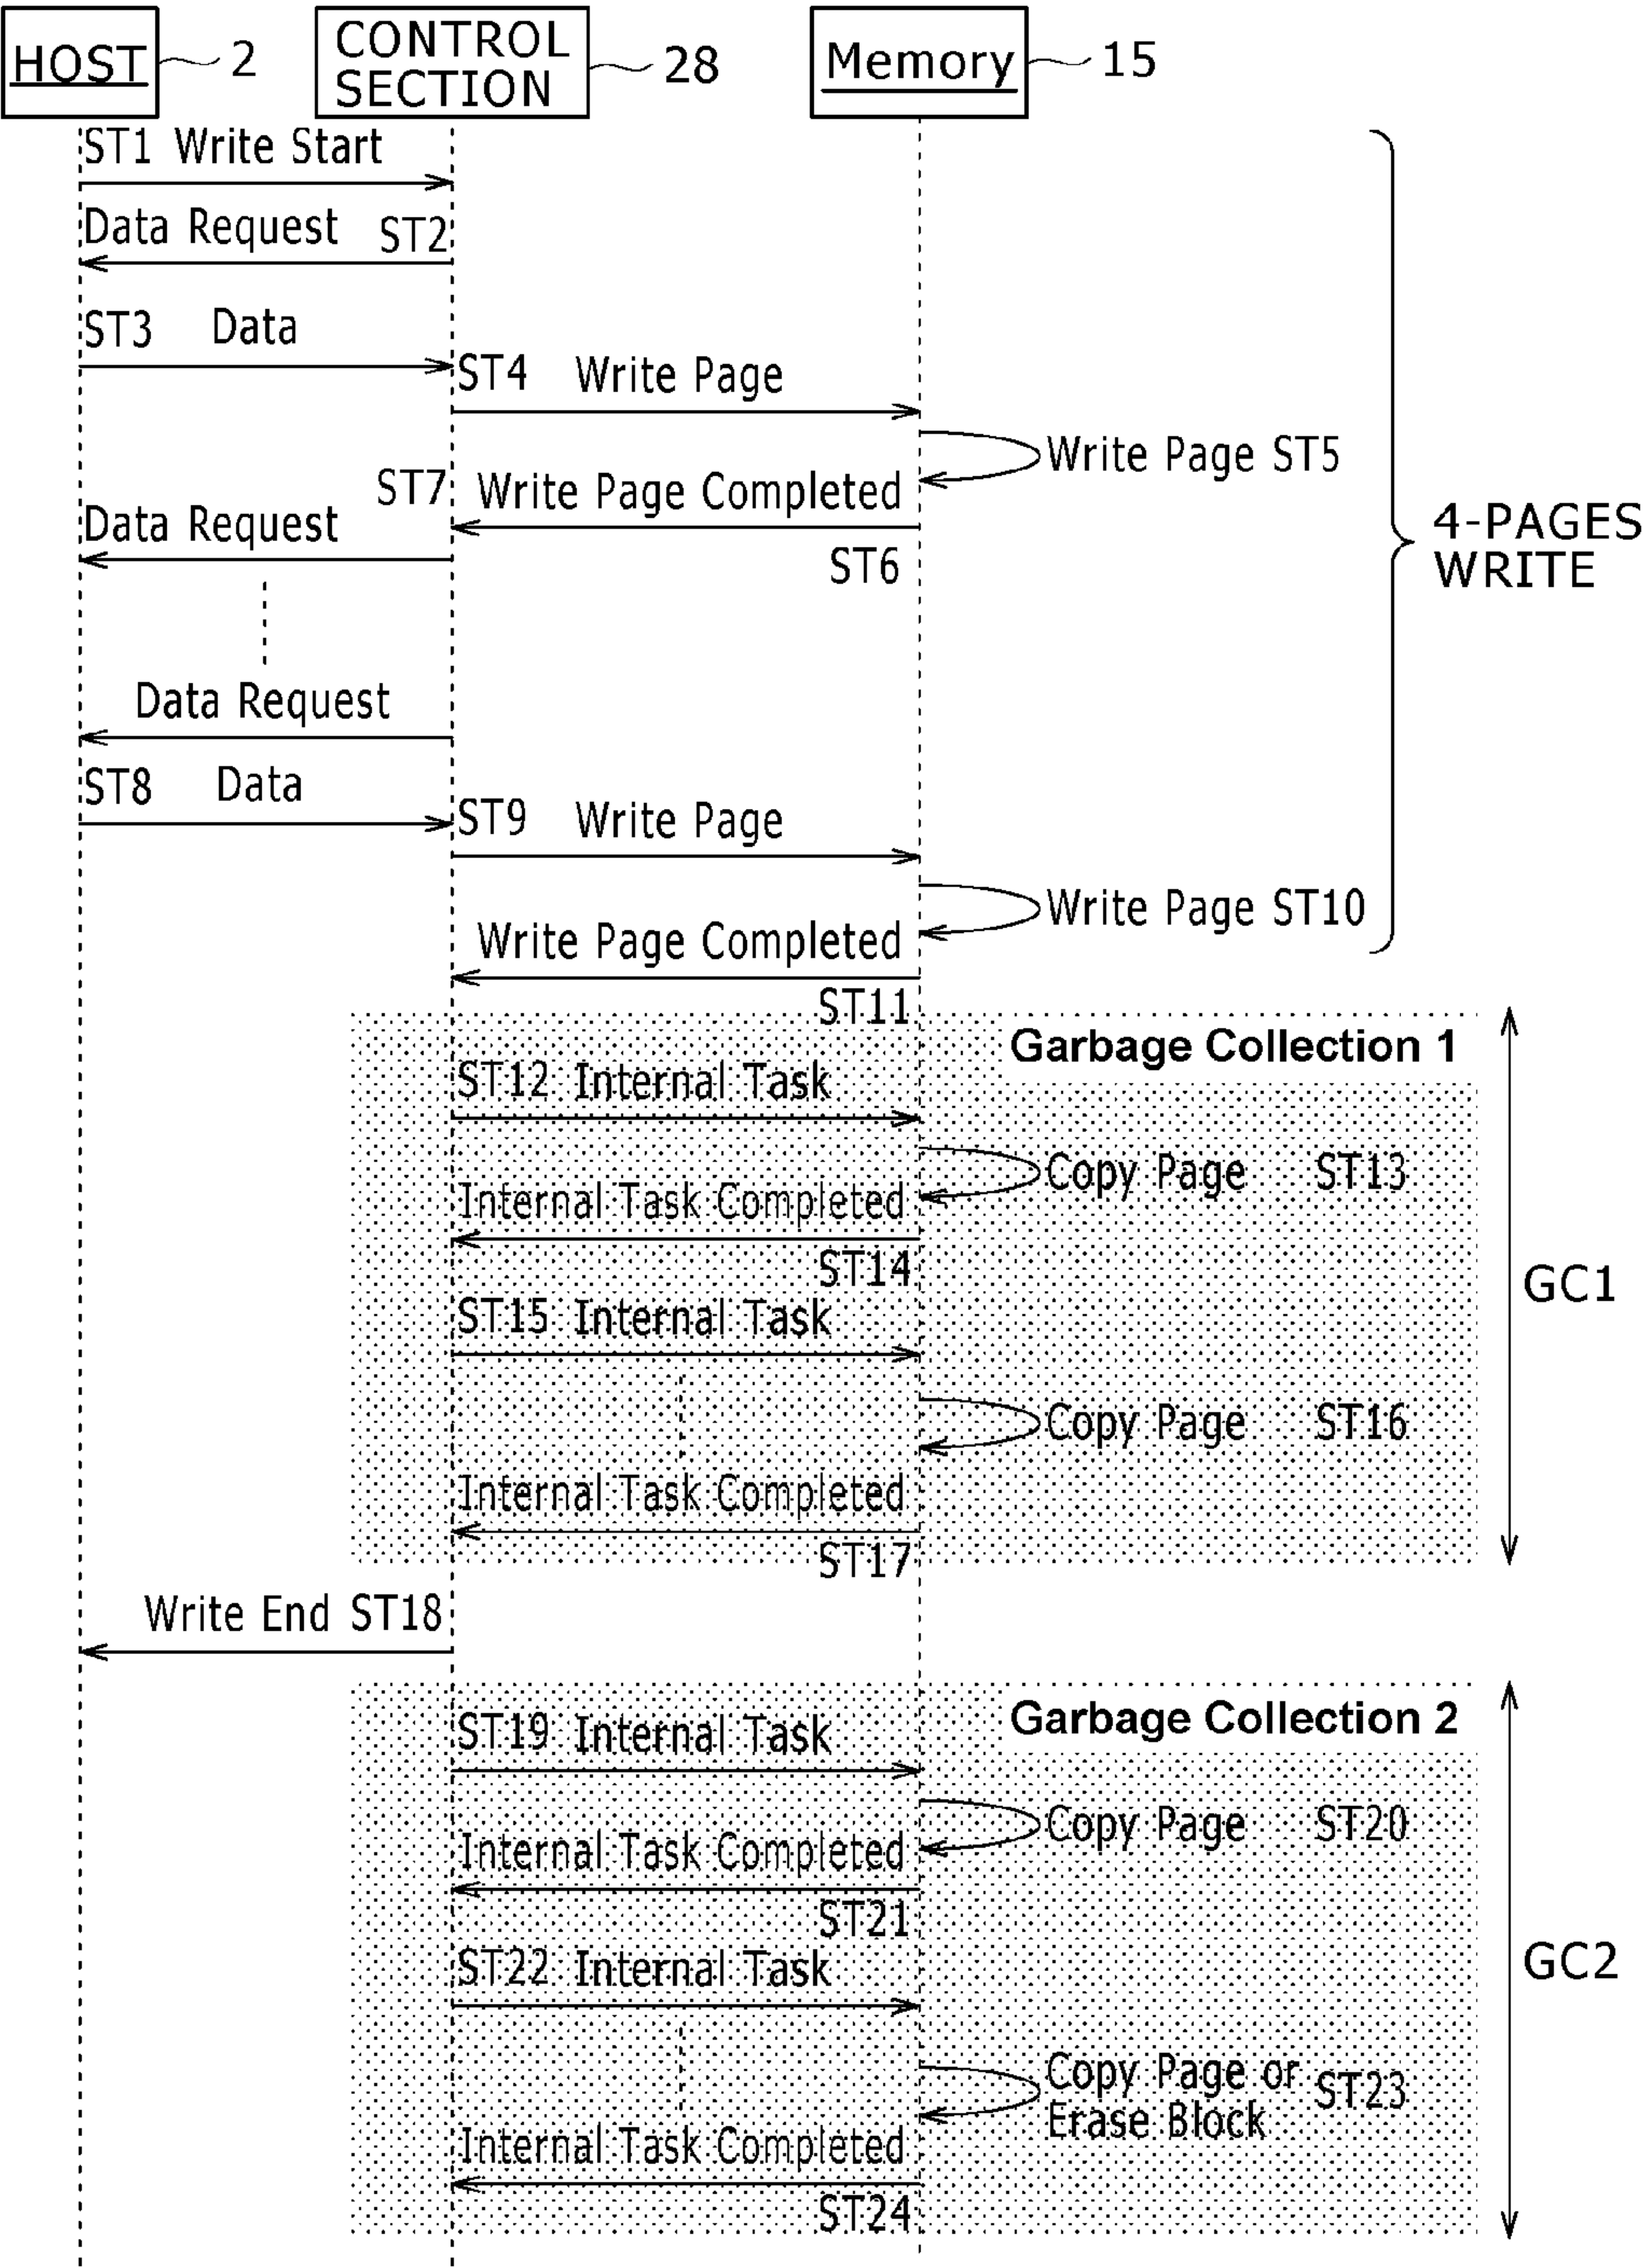 HOST 2
CONTROL
SECTION 28
Memory 15
ST1 Write Start
Data Request ST2
ST3 Data
ST4 Write Page
Write Page ST5
ST7 Write Page Completed
Data Request
ST6
4-PAGES
WRITE
Data Request
ST8 Data
ST9 Write Page
Write Page ST10
Write Page Completed
ST11
Garbage Collection 1
ST12 Internal Task
Copy Page ST13
Internal Task Completed
ST14
GC1
ST15 Internal Task
Copy Page ST16
Internal Task Completed
ST17
Write End ST18
Garbage Collection 2
ST19 Internal Task
Copy Page ST20
Internal Task Completed
ST21
GC2
ST22 Internal Task
Copy Page or
Erase Block ST23
Internal Task Completed
ST24